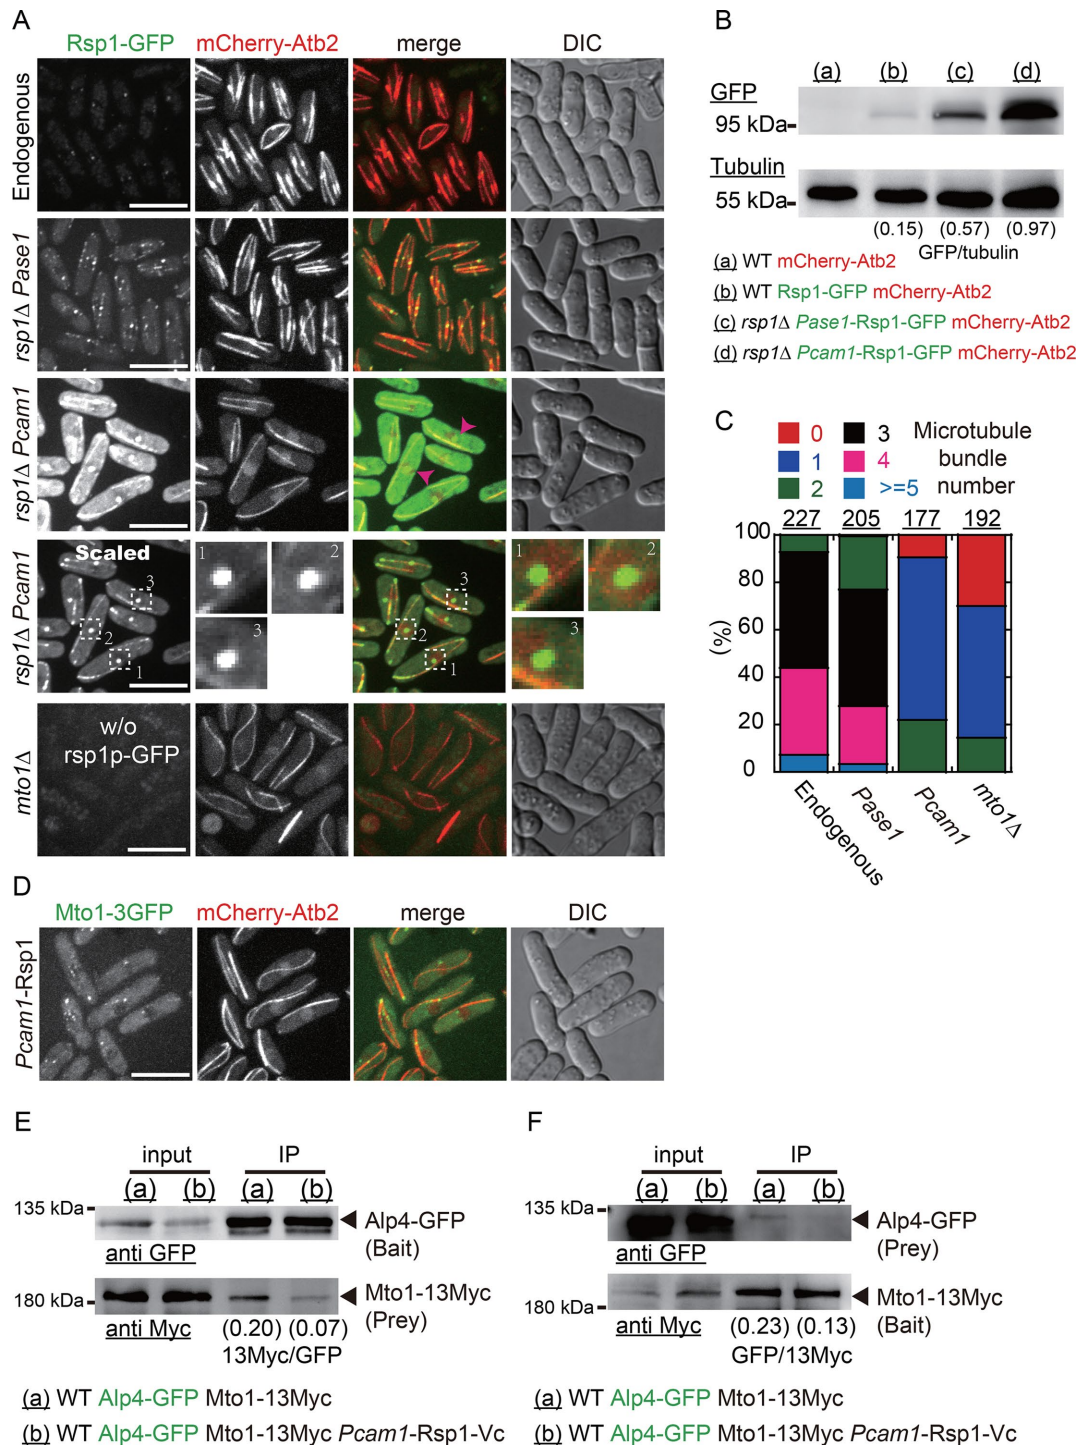 A
Rsp1-GFP mCherry-Atb2 merge DIC
Endogenous
rsp1Δ Pase1
rsp1Δ Pcam1
rsp1Δ Pcam1
Scaled
3
2
1
1
2
3
3
2
1
1
2
3
mto1Δ
w/o
rsp1p-GFP
B
(a) (b) (c) (d)
GFP
95 kDa
Tubulin
55 kDa
(0.15) (0.57) (0.97)
GFP/tubulin
(a) WT mCherry-Atb2
(b) WT Rsp1-GFP mCherry-Atb2
(c) rsp1Δ Pase1-Rsp1-GFP mCherry-Atb2
(d) rsp1Δ Pcam1-Rsp1-GFP mCherry-Atb2
C
0 3 Microtubule
1 4 bundle
2 >=5 number
227 205 177 192
100
80
60
40
20
0
(%)
Endogenous
Pase1
Pcam1
mto1Δ
D
Mto1-3GFP mCherry-Atb2 merge DIC
Pcam1-Rsp1
E
input IP
(a) (b) (a) (b)
135 kDa
Alp4-GFP
(Bait)
anti GFP
180 kDa
Mto1-13Myc
(Prey)
anti Myc
(0.20) (0.07)
13Myc/GFP
(a) WT Alp4-GFP Mto1-13Myc
(b) WT Alp4-GFP Mto1-13Myc Pcam1-Rsp1-Vc
F
input IP
(a) (b) (a) (b)
135 kDa
Alp4-GFP
(Prey)
anti GFP
180 kDa
Mto1-13Myc
(Bait)
anti Myc
(0.23) (0.13)
GFP/13Myc
(a) WT Alp4-GFP Mto1-13Myc
(b) WT Alp4-GFP Mto1-13Myc Pcam1-Rsp1-Vc